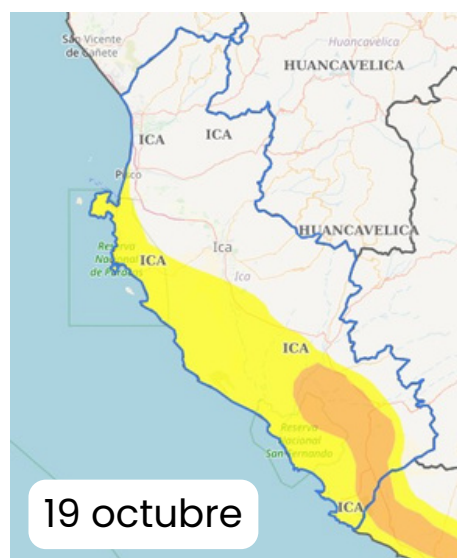 San Vicente
de Cañete
Huancavelica
HUANCAVELICA
ICA
ICA
Pisco
HUANCAVELICA
Ica
Reserva
Nacional
de Paracas
ICA
Ica
ICA
Reserva
Nacional
San Fernando
ICA
19 octubre